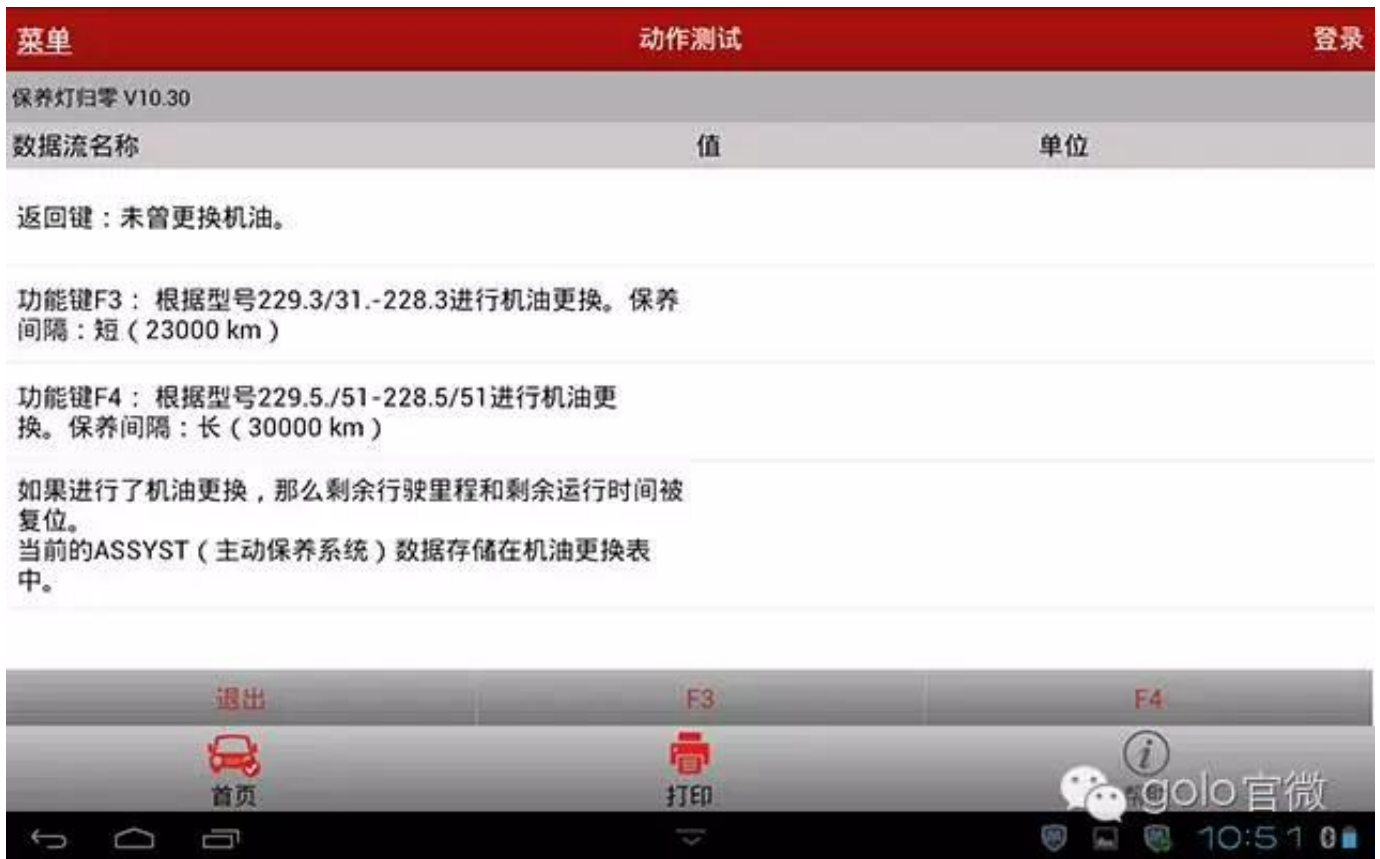 菜单
动作测试
登录
保养灯归零 V10.30
数据流名称
值
单位
返回键：未曾更换机油。
功能键F3： 根据型号229.3/31.-228.3进行机油更换。保养
间隔：短（23000 km）
功能键F4： 根据型号229.5./51-228.5/51进行机油更
换。保养间隔：长（30000 km）
如果进行了机油更换，那么剩余行驶里程和剩余运行时间被
复位。
当前的ASSYST（主动保养系统）数据存储在机油更换表
中。
退出
F3
F4
首页
打印
golo官微
10:51